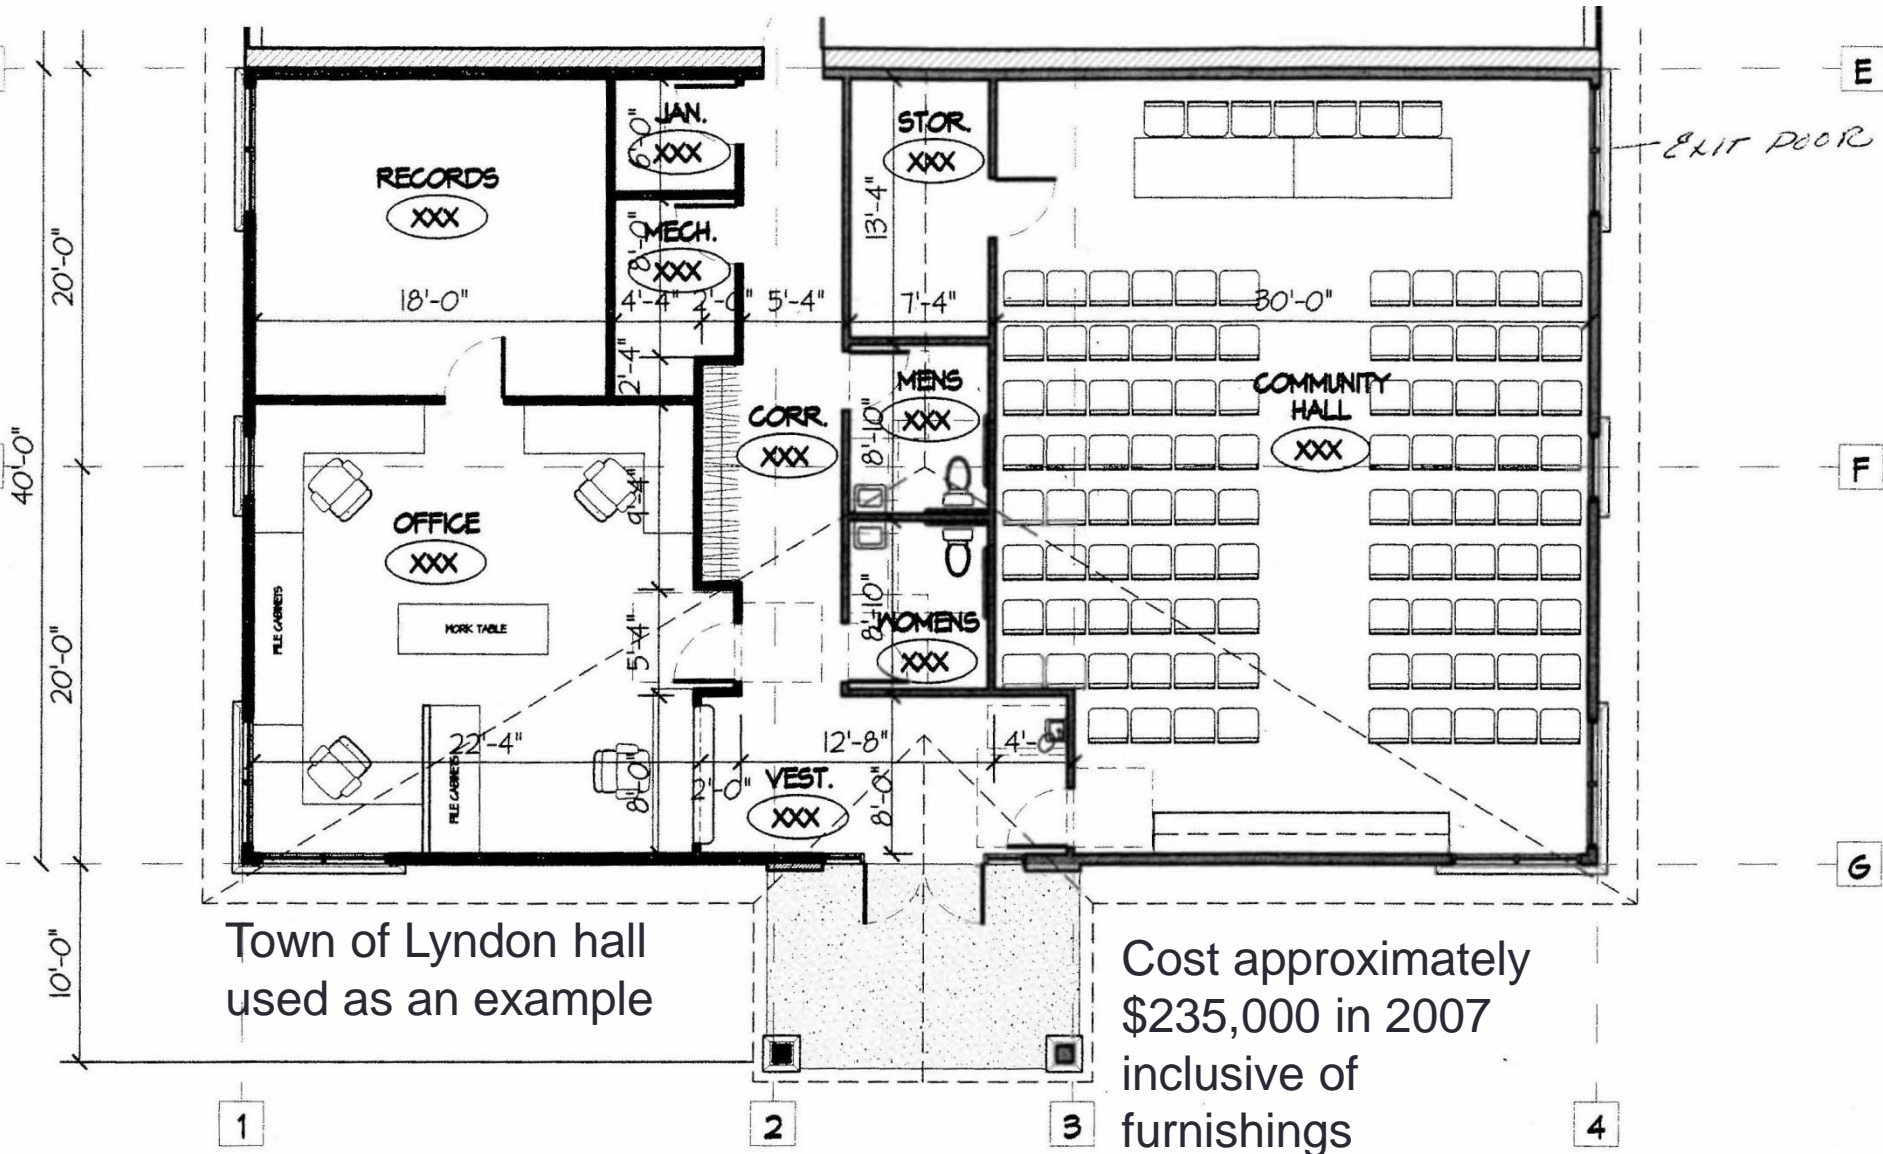 E
JAN.
XXX
6'-0"
STOR.
XXX
EXIT DOOR
RECORDS
XXX
13'-4"
MECH.
XXX
8'-0"
20'-0"
18'-0"
4'-4"
2'-0"
5'-4"
7'-4"
30'-0"
2'-4"
MENS
XXX
COMMUNITY
HALL
XXX
CORR.
XXX
8'-10"
40'-0"
F
9'-4"
OFFICE
XXX
FILE CABINETS
WORK TABLE
8'-10"
WOMENS
XXX
5'-4"
20'-0"
22'-4"
12'-8"
FILE CABINETS
8'-0"
2'-0"
VEST.
XXX
8'-0"
G
Town of Lyndon hall
used as an example
Cost approximately
$235,000 in 2007
inclusive of
furnishings
10'-0"
1
2
3
4